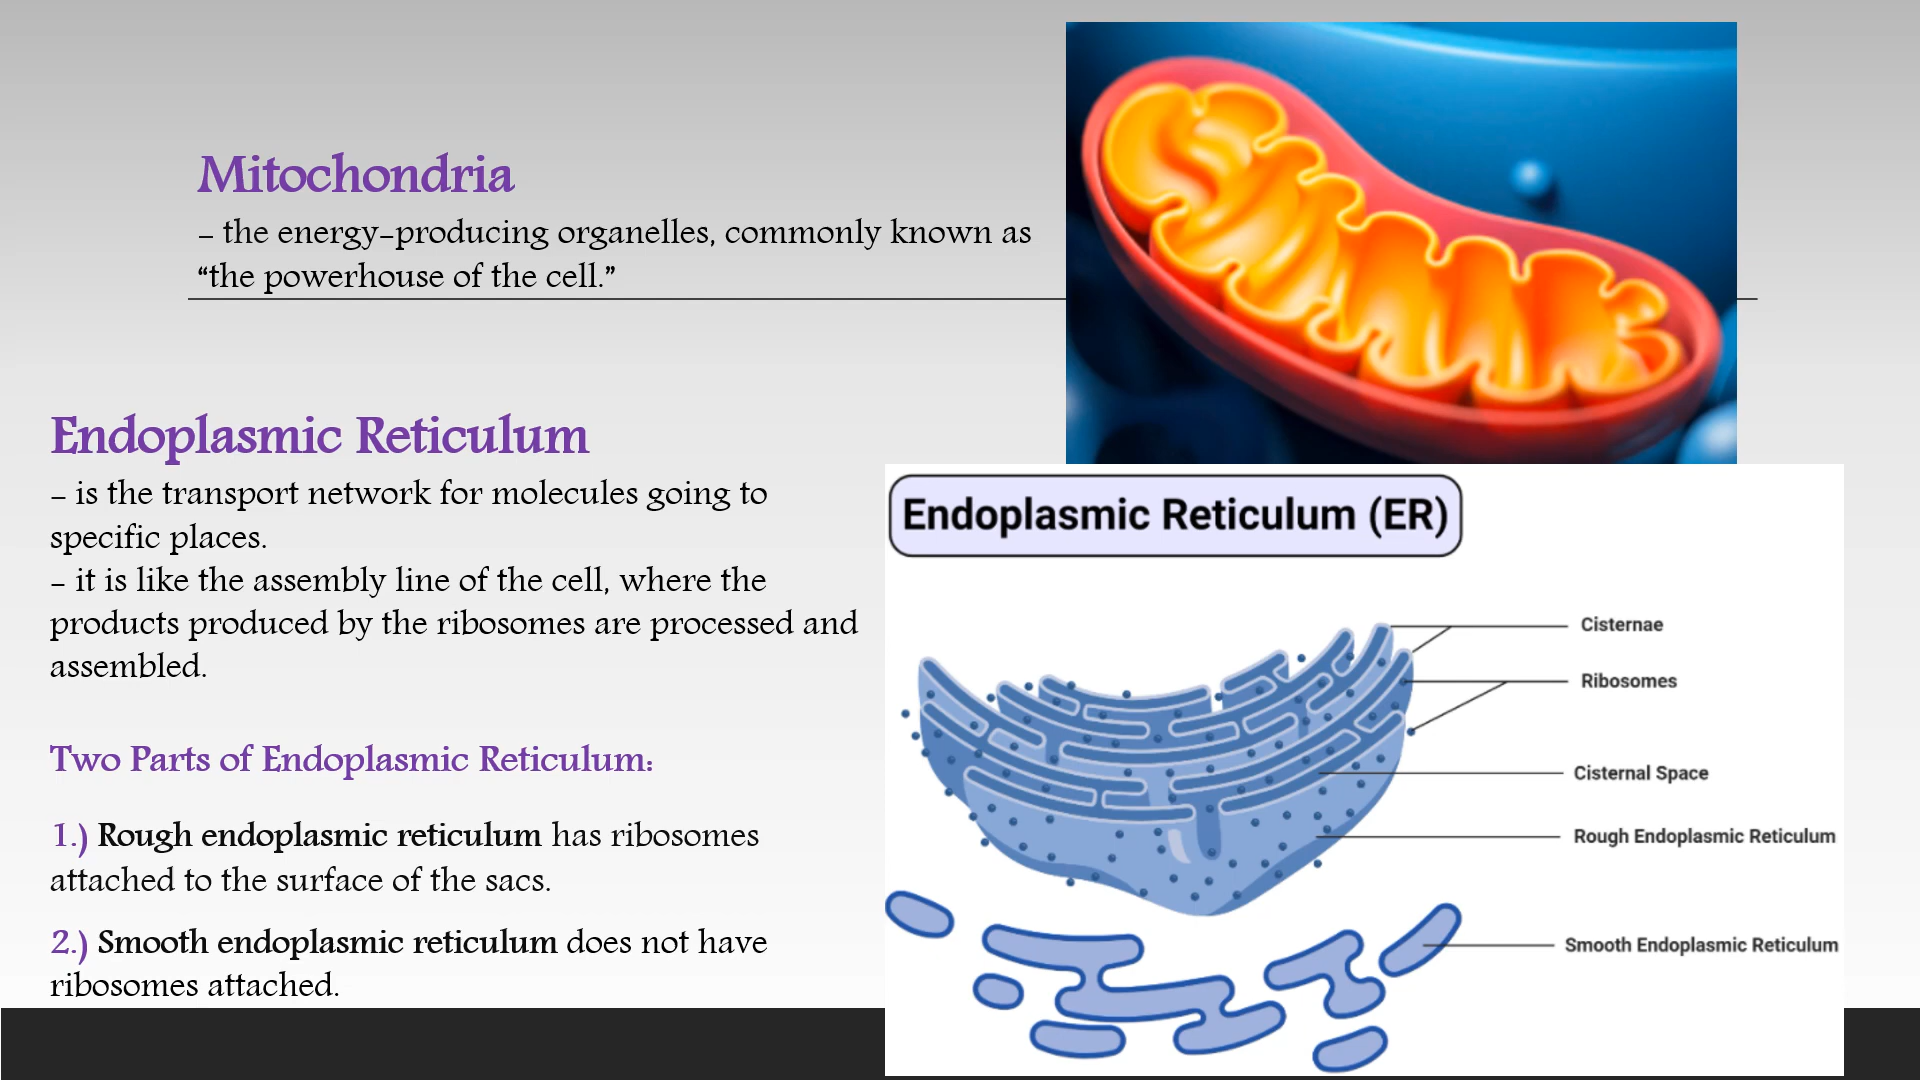 Mitochondria
- the energy-producing organelles, commonly known as
“the powerhouse of the cell.”
Endoplasmic Reticulum
- is the transport network for molecules going to
specific places.
- it is like the assembly line of the cell, where the
products produced by the ribosomes are processed and
assembled.
Two Parts of Endoplasmic Reticulum:
1.) Rough endoplasmic reticulum has ribosomes
attached to the surface of the sacs.
2.) Smooth endoplasmic reticulum does not have
ribosomes attached.
Endoplasmic Reticulum (ER)
Cisternae
Ribosomes
Cisternal Space
Rough Endoplasmic Reticulum
Smooth Endoplasmic Reticulum